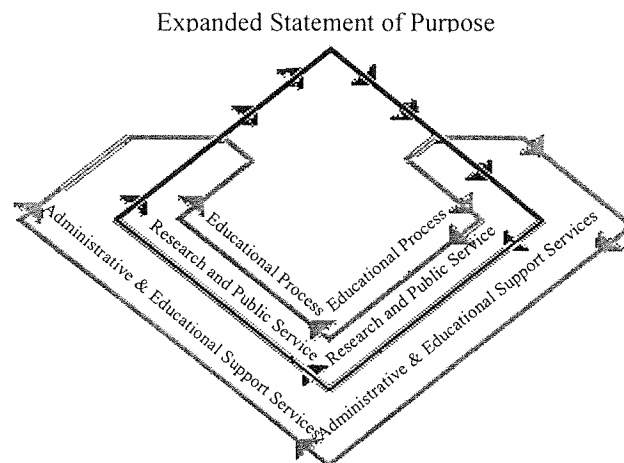 Expanded Statement of Purpose
Educational Process
Educational Process
Research and Public Service
Research and Public Service
Administrative & Educational Support Services
Administrative & Educational Support Services